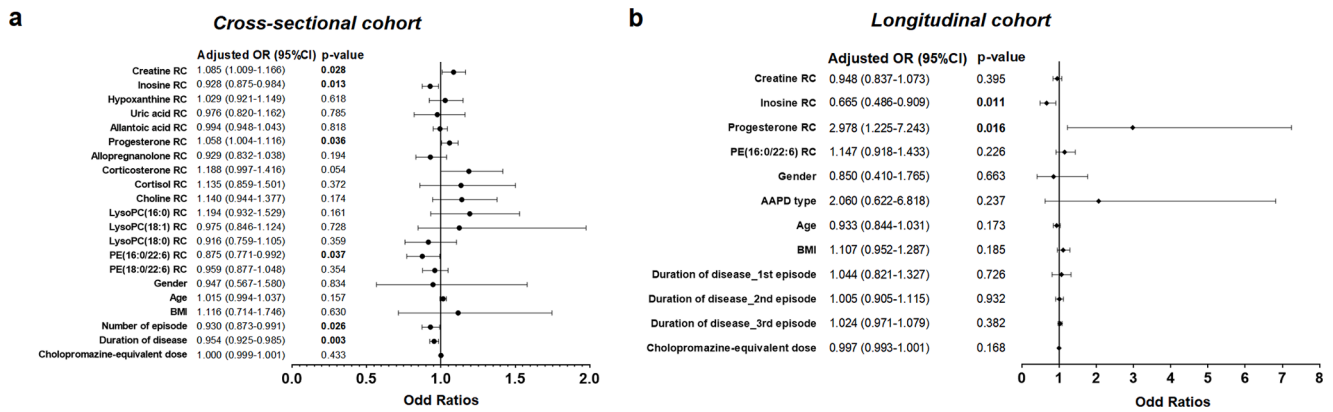 a
Cross-sectional cohort
Adjusted OR (95%CI) p-value
Creatine RC 1.085 (1.009-1.166) 0.028
Inosine RC 0.928 (0.875-0.984) 0.013
Hypoxanthine RC 1.029 (0.921-1.149) 0.618
Uric acid RC 0.976 (0.820-1.162) 0.785
Allantoic acid RC 0.994 (0.948-1.043) 0.818
Progesterone RC 1.058 (1.004-1.116) 0.036
Allopregnanolone RC 0.929 (0.832-1.038) 0.194
Corticosterone RC 1.188 (0.997-1.416) 0.054
Cortisol RC 1.135 (0.859-1.501) 0.372
Choline RC 1.140 (0.944-1.377) 0.174
LysoPC(16:0) RC 1.194 (0.932-1.529) 0.161
LysoPC(18:1) RC 0.975 (0.846-1.124) 0.728
LysoPC(18:0) RC 0.916 (0.759-1.105) 0.359
PE(16:0/22:6) RC 0.875 (0.771-0.992) 0.037
PE(18:0/22:6) RC 0.959 (0.877-1.048) 0.354
Gender 0.947 (0.567-1.580) 0.834
Age 1.015 (0.994-1.037) 0.157
BMI 1.116 (0.714-1.746) 0.630
Number of episode 0.930 (0.873-0.991) 0.026
Duration of disease 0.954 (0.925-0.985) 0.003
Cholopromazine-equivalent dose 1.000 (0.999-1.001) 0.433
0.0 0.5 1.0 1.5 2.0
Odd Ratios
b
Longitudinal cohort
Adjusted OR (95%CI) p-value
Creatine RC 0.948 (0.837-1.073) 0.395
Inosine RC 0.665 (0.486-0.909) 0.011
Progesterone RC 2.978 (1.225-7.243) 0.016
PE(16:0/22:6) RC 1.147 (0.918-1.433) 0.226
Gender 0.850 (0.410-1.765) 0.663
AAPD type 2.060 (0.622-6.818) 0.237
Age 0.933 (0.844-1.031) 0.173
BMI 1.107 (0.952-1.287) 0.185
Duration of disease_1st episode 1.044 (0.821-1.327) 0.726
Duration of disease_2nd episode 1.005 (0.905-1.115) 0.932
Duration of disease_3rd episode 1.024 (0.971-1.079) 0.382
Cholopromazine-equivalent dose 0.997 (0.993-1.001) 0.168
0 1 2 3 4 5 6 7 8
Odd Ratios